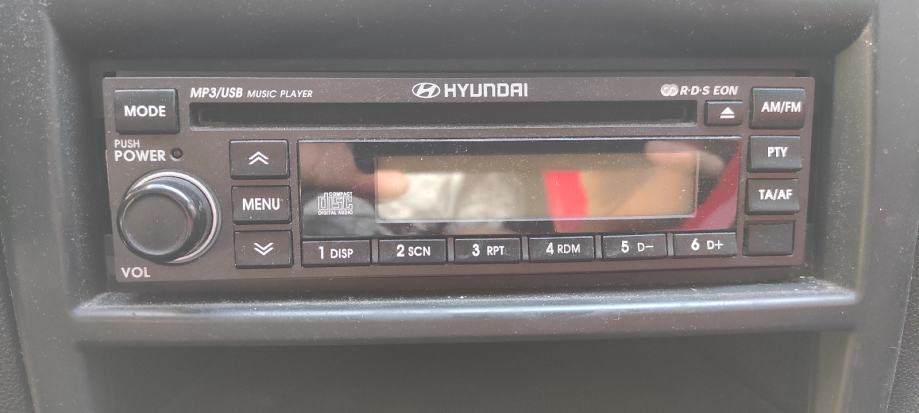 MP3/USB MUSIC PLAYER
HYUNDAI
R·D·S EON
MODE
AM/FM
PUSH
POWER
PTY
MENU
TA/AF
COMPACT
disc
DIGITAL AUDIO
1 DISP
2 SCN
3 RPT
4 RDM
5 D−
6 D+
VOL